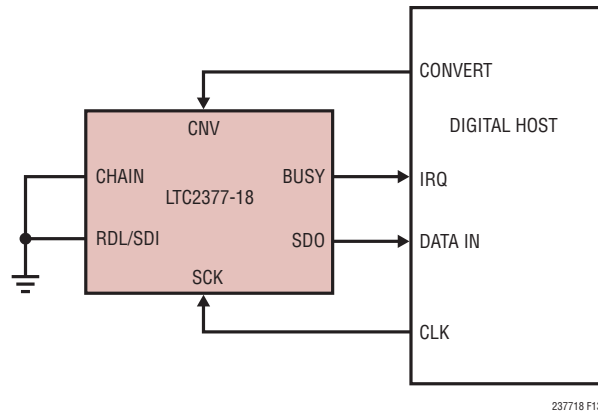 CONVERT
CNV
DIGITAL HOST
CHAIN
BUSY
IRQ
LTC2377-18
RDL/SDI
SDO
DATA IN
SCK
CLK